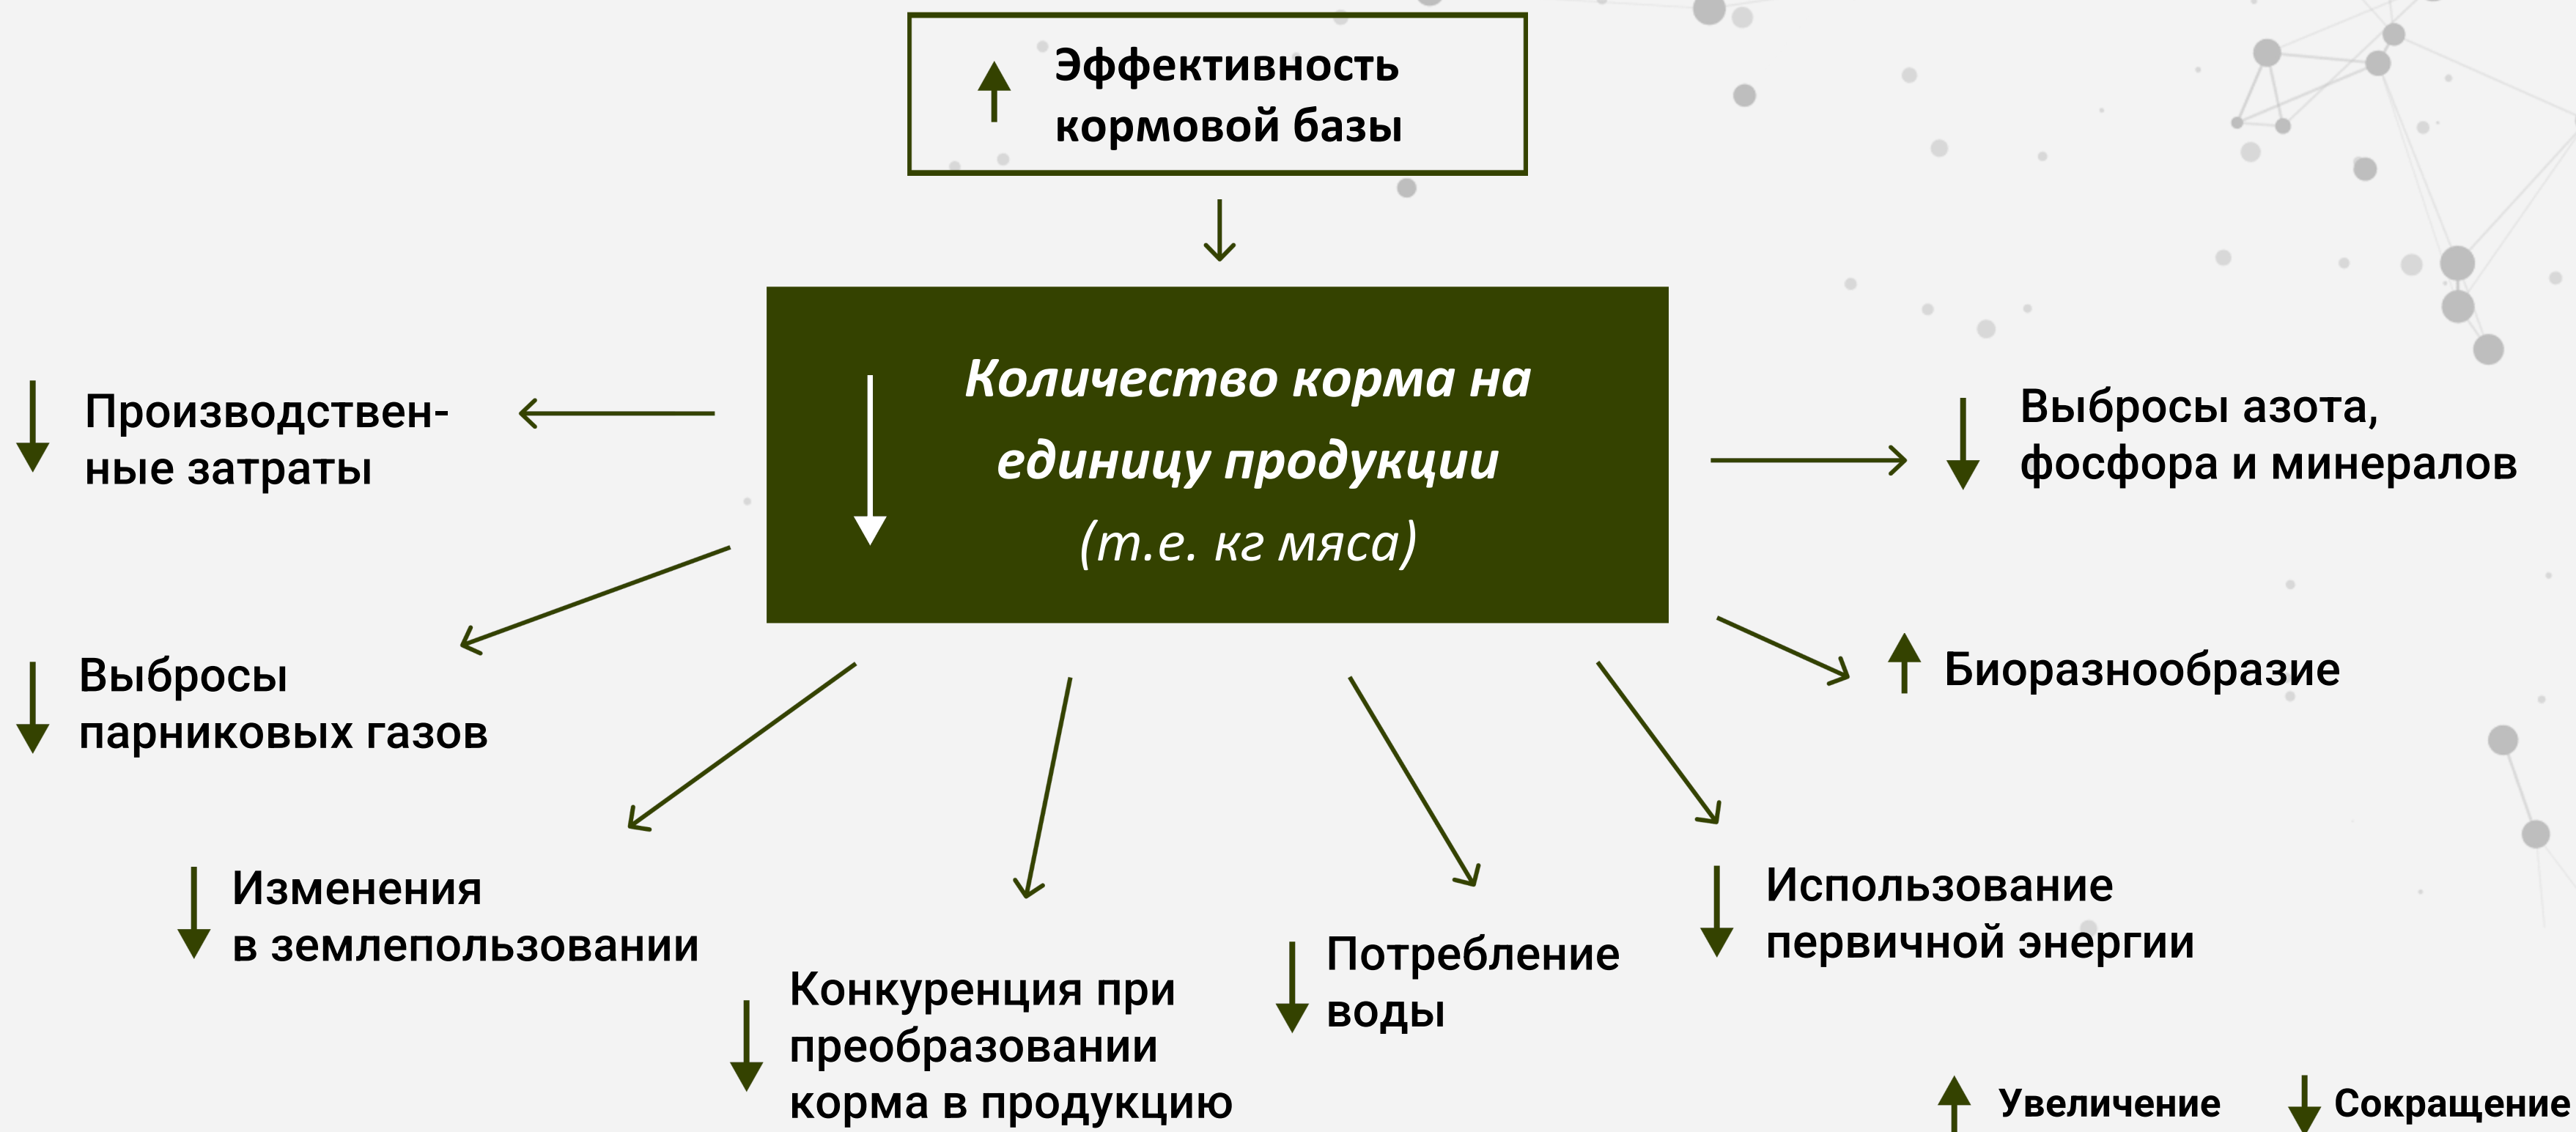 Эффективность
кормовой базы
Количество корма на
единицу продукции
(т.е. кг мяса)
Производствен-
ные затраты
Выбросы азота,
фосфора и минералов
Выбросы
парниковых газов
Биоразнообразие
Изменения
в землепользовании
Конкуренция при
преобразовании
корма в продукцию
Потребление
воды
Использование
первичной энергии
Увеличение
Сокращение